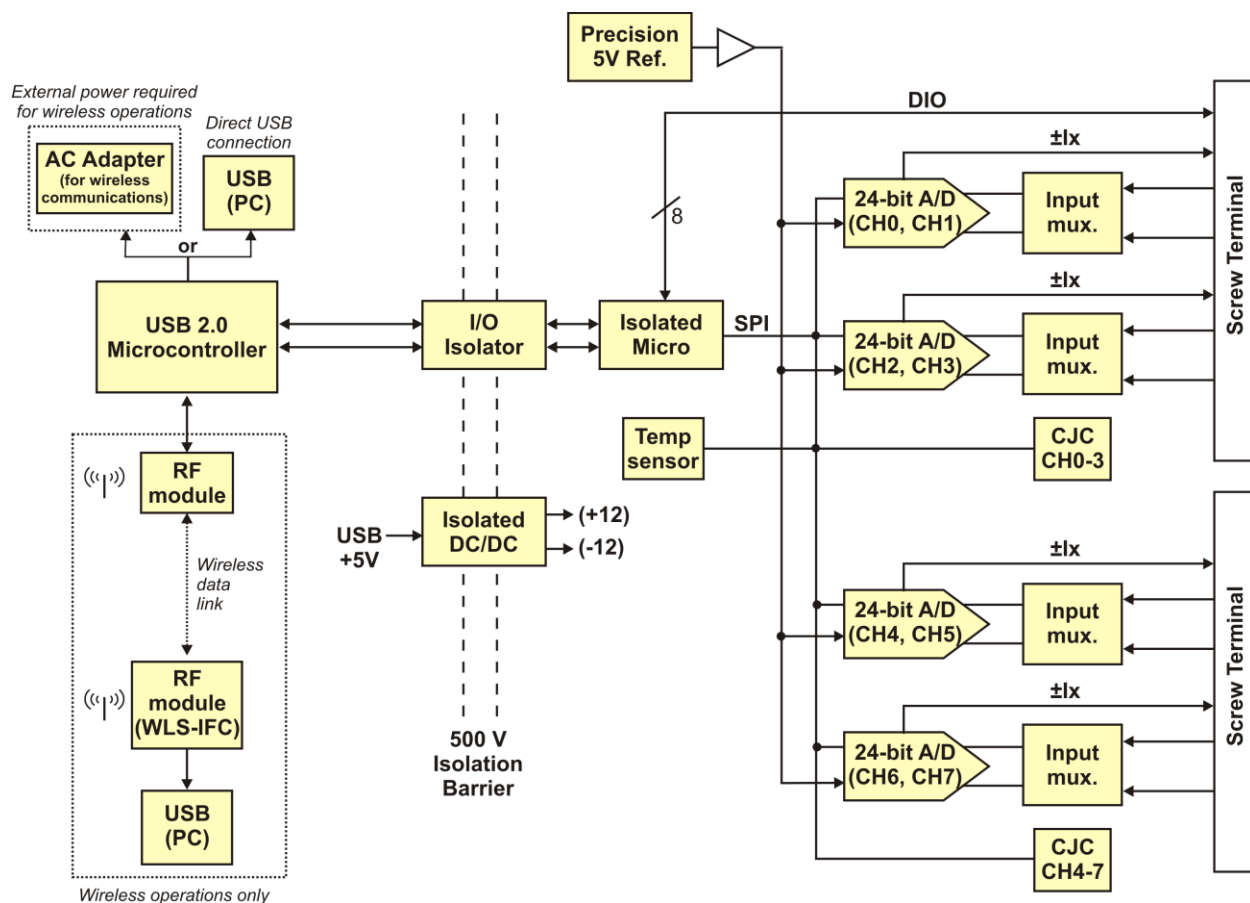 Precision
5V Ref.
External power required
for wireless operations
AC Adapter
(for wireless
communications)
Direct USB
connection
USB
(PC)
or
USB 2.0
Microcontroller
I/O
Isolator
Isolated
Micro
SPI
DIO
8
±Ix
24-bit A/D
(CH0, CH1)
Input
mux.
±Ix
24-bit A/D
(CH2, CH3)
Input
mux.
Screw Terminal
Temp
sensor
CJC
CH0-3
RF
module
Wireless
data
link
RF
module
(WLS-IFC)
USB
(PC)
Wireless operations only
USB
+5V
Isolated
DC/DC
(+12)
(-12)
500 V
Isolation
Barrier
±Ix
24-bit A/D
(CH4, CH5)
Input
mux.
±Ix
24-bit A/D
(CH6, CH7)
Input
mux.
Screw Terminal
CJC
CH4-7